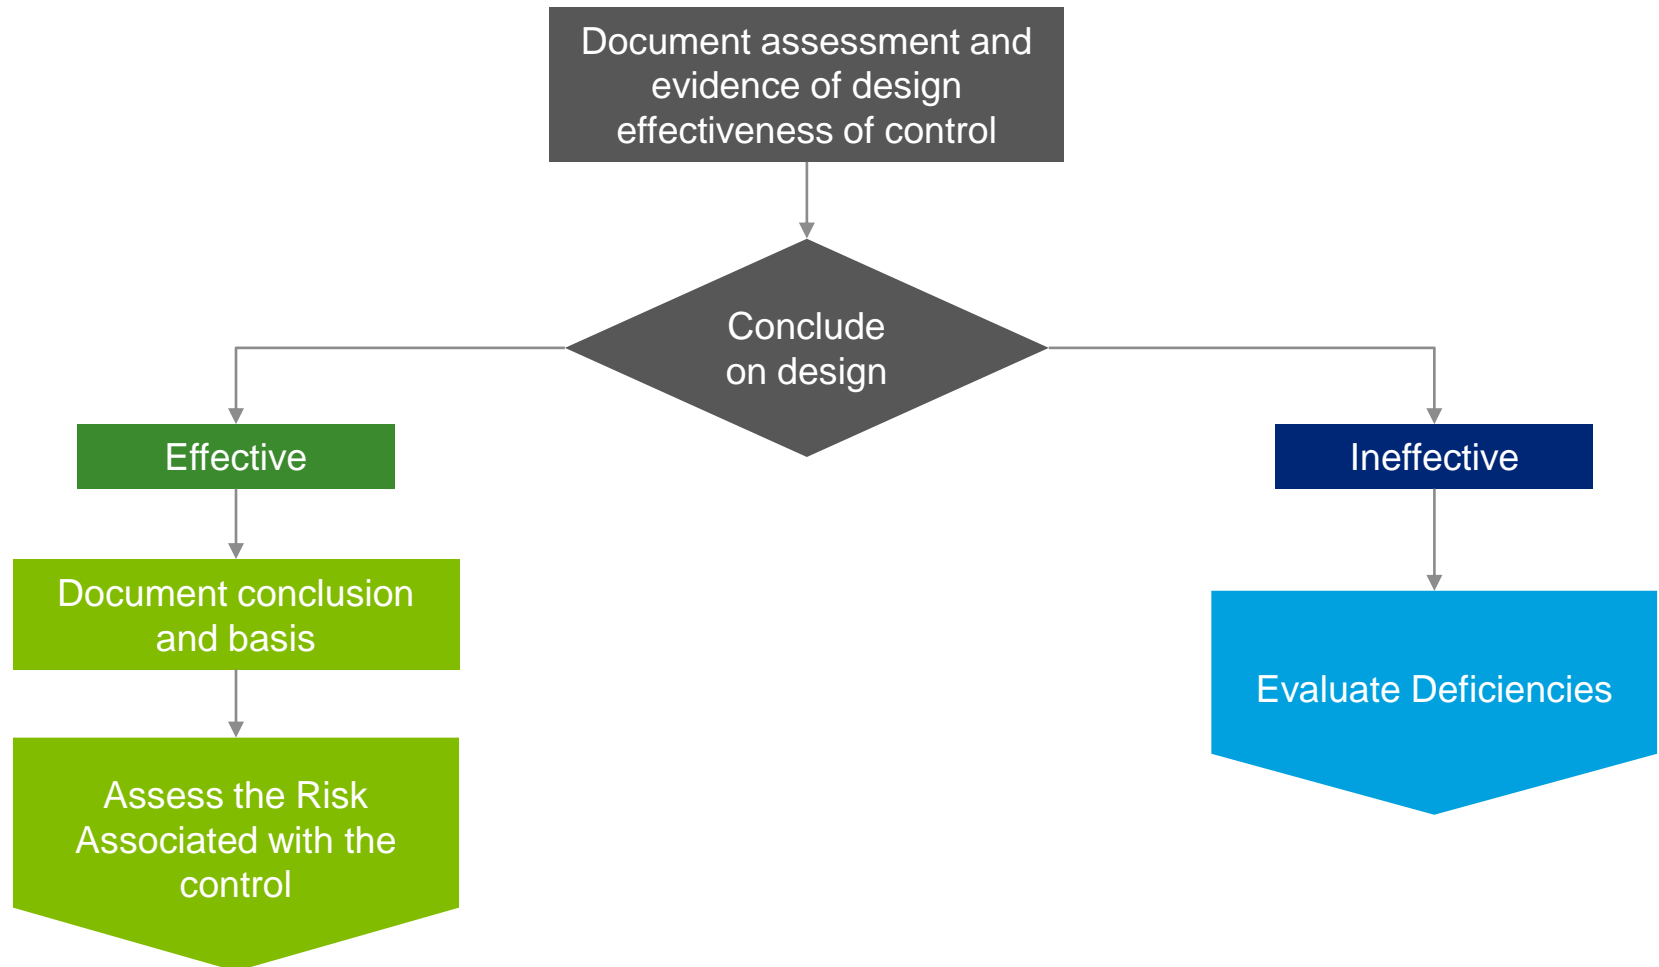 Document assessment and
evidence of design
effectiveness of control
Conclude
on design
Effective
Ineffective
Document conclusion
and basis
Evaluate Deficiencies
Assess the Risk
Associated with the
control